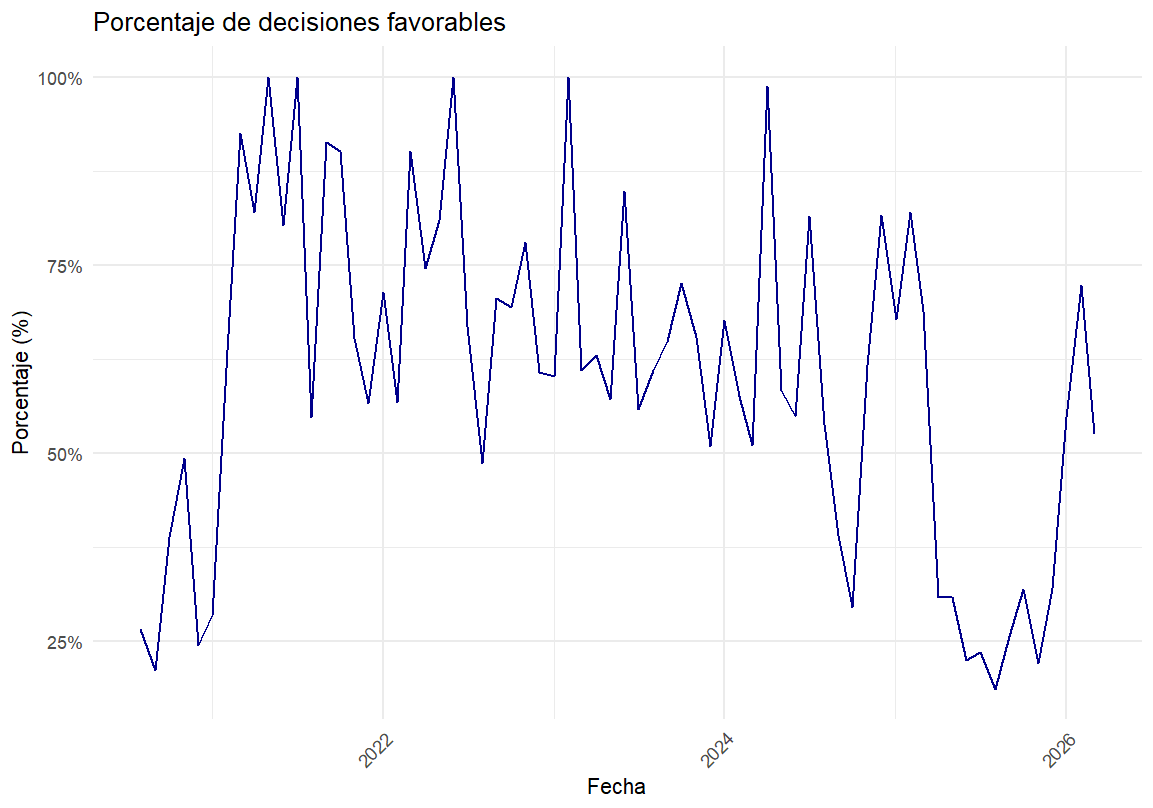 Porcentaje de decisiones favorables
100%
75%
50%
25%
Porcentaje (%)
2022
2024
2026
Fecha